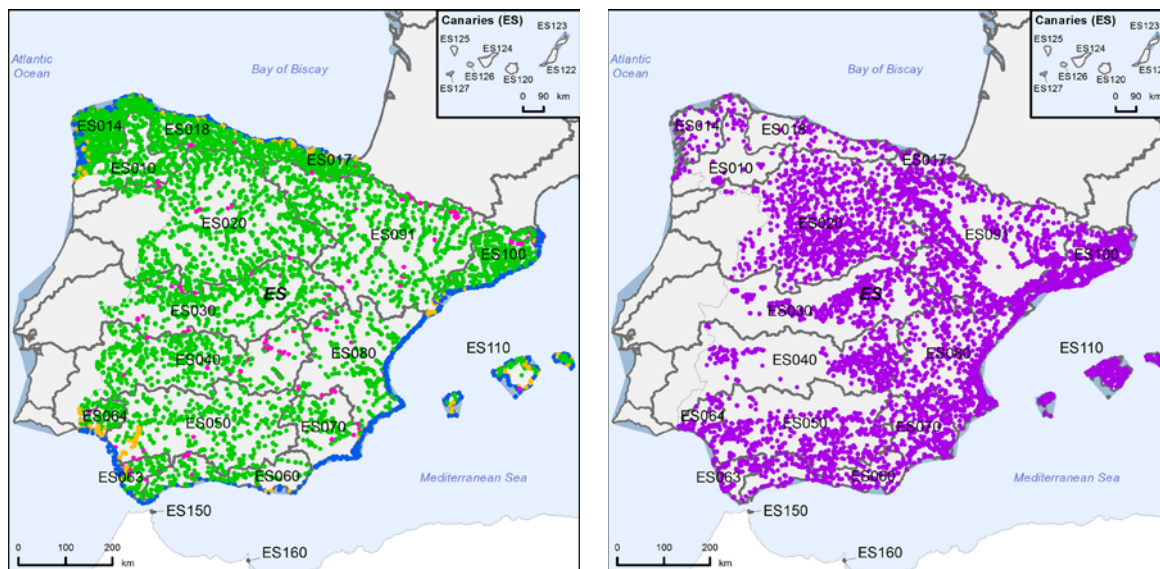 Canaries (ES)
ES123
ES125
ES124
ES126
ES120
ES122
ES127
0 90
km
Atlantic
Ocean
Bay of Biscay
ES014
ES018
ES017
ES010
ES020
ES091
ES100
ES
ES030
ES110
ES040
ES080
ES064
ES050
ES070
ES063
ES060
Mediterranean Sea
ES150
ES160
0 100 200
km
Canaries (ES)
ES123
ES125
ES124
ES126
ES120
ES122
ES127
0 90
km
Atlantic
Ocean
Bay of Biscay
ES014
ES018
ES017
ES010
ES020
ES091
ES100
ES
ES030
ES110
ES040
ES080
ES064
ES050
ES070
ES063
ES060
Mediterranean Sea
ES150
ES160
0 100 200
km